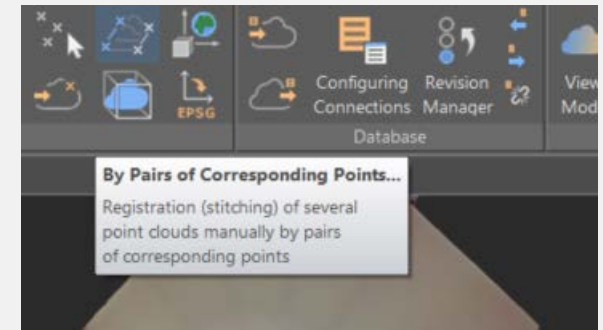 EPSG
Configuring
Connections
Revision
Manager
View
Mod
Database
By Pairs of Corresponding Points...
Registration (stitching) of several
point clouds manually by pairs
of corresponding points